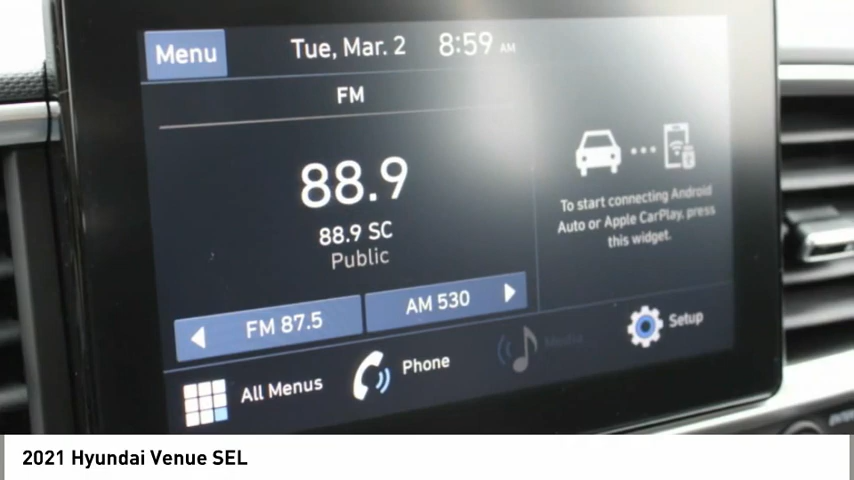 Menu
Tue, Mar. 2 8:59 AM
FM
88.9
88.9 SC
Public
To start connecting Android
Auto or Apple CarPlay, press
this widget.
FM 87.5
AM 530
All Menus
Phone
Media
Setup
2021 Hyundai Venue SEL